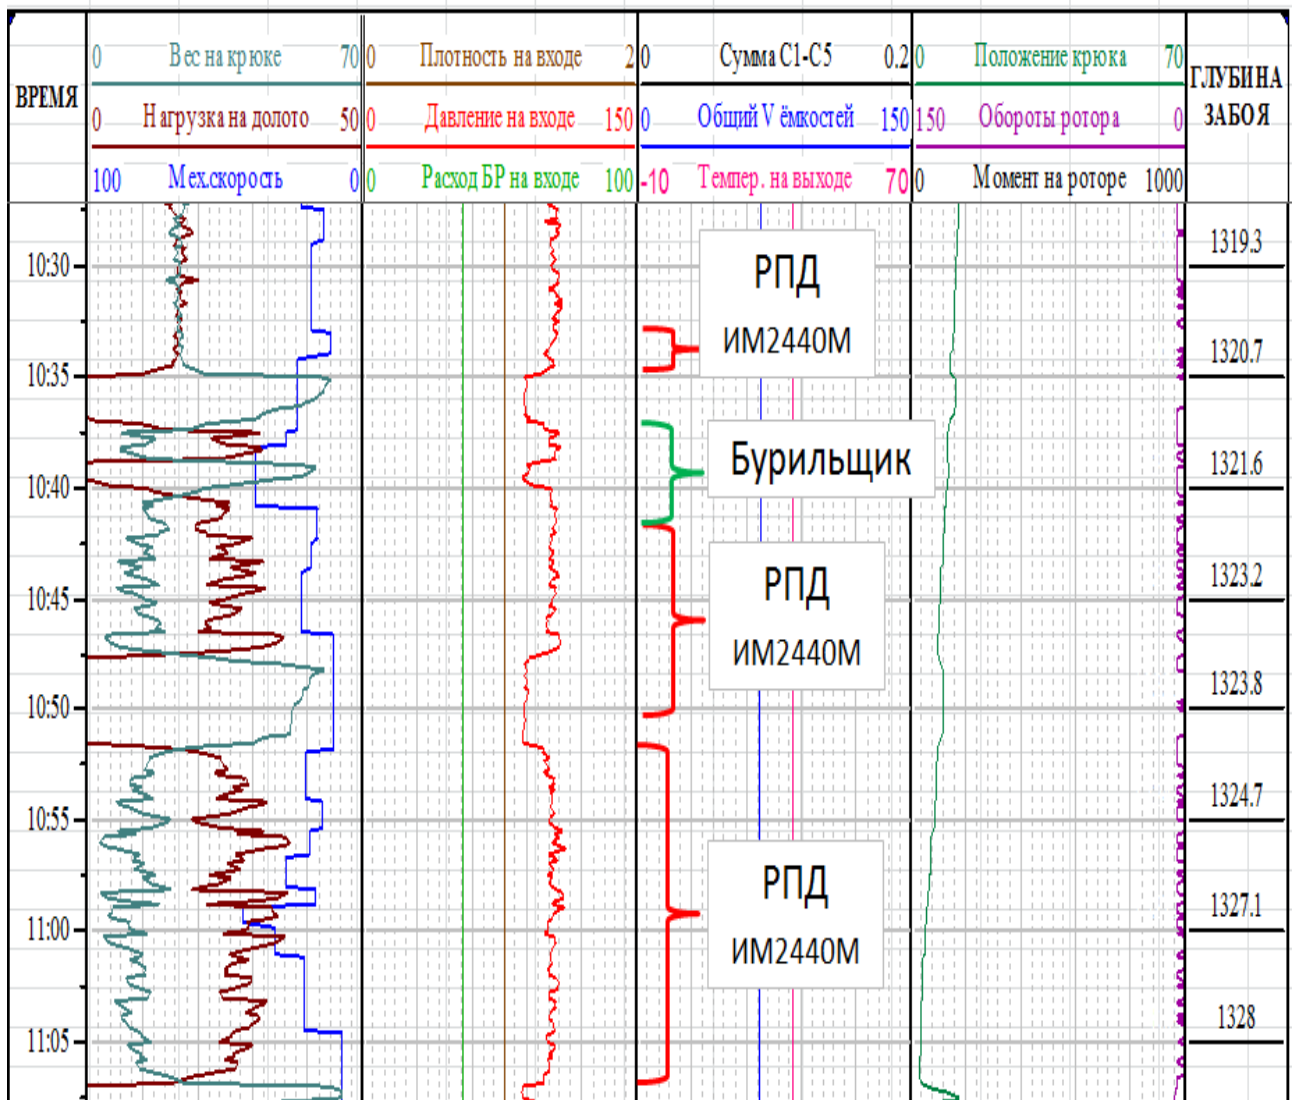 ВРЕМЯ
0 Вес на крюке 70
0 Нагрузка на долото 50
100 Мех.скорость 0
0 Плотность на входе 2
0 Давление на входе 150
0 Расход БР на входе 100
0 Сумма С1-С5 0.2
0 Общий V ёмкостей 150
-10 Темпер. на выходе 70
0 Положение крюка 70
150 Обороты ротора 0
0 Момент на роторе 1000
ГЛУБИНА
ЗАБОЯ
10:30
10:35
10:40
10:45
10:50
10:55
11:00
11:05
РПД
ИМ2440М
Бурильщик
РПД
ИМ2440М
РПД
ИМ2440М
1319.3
1320.7
1321.6
1323.2
1323.8
1324.7
1327.1
1328